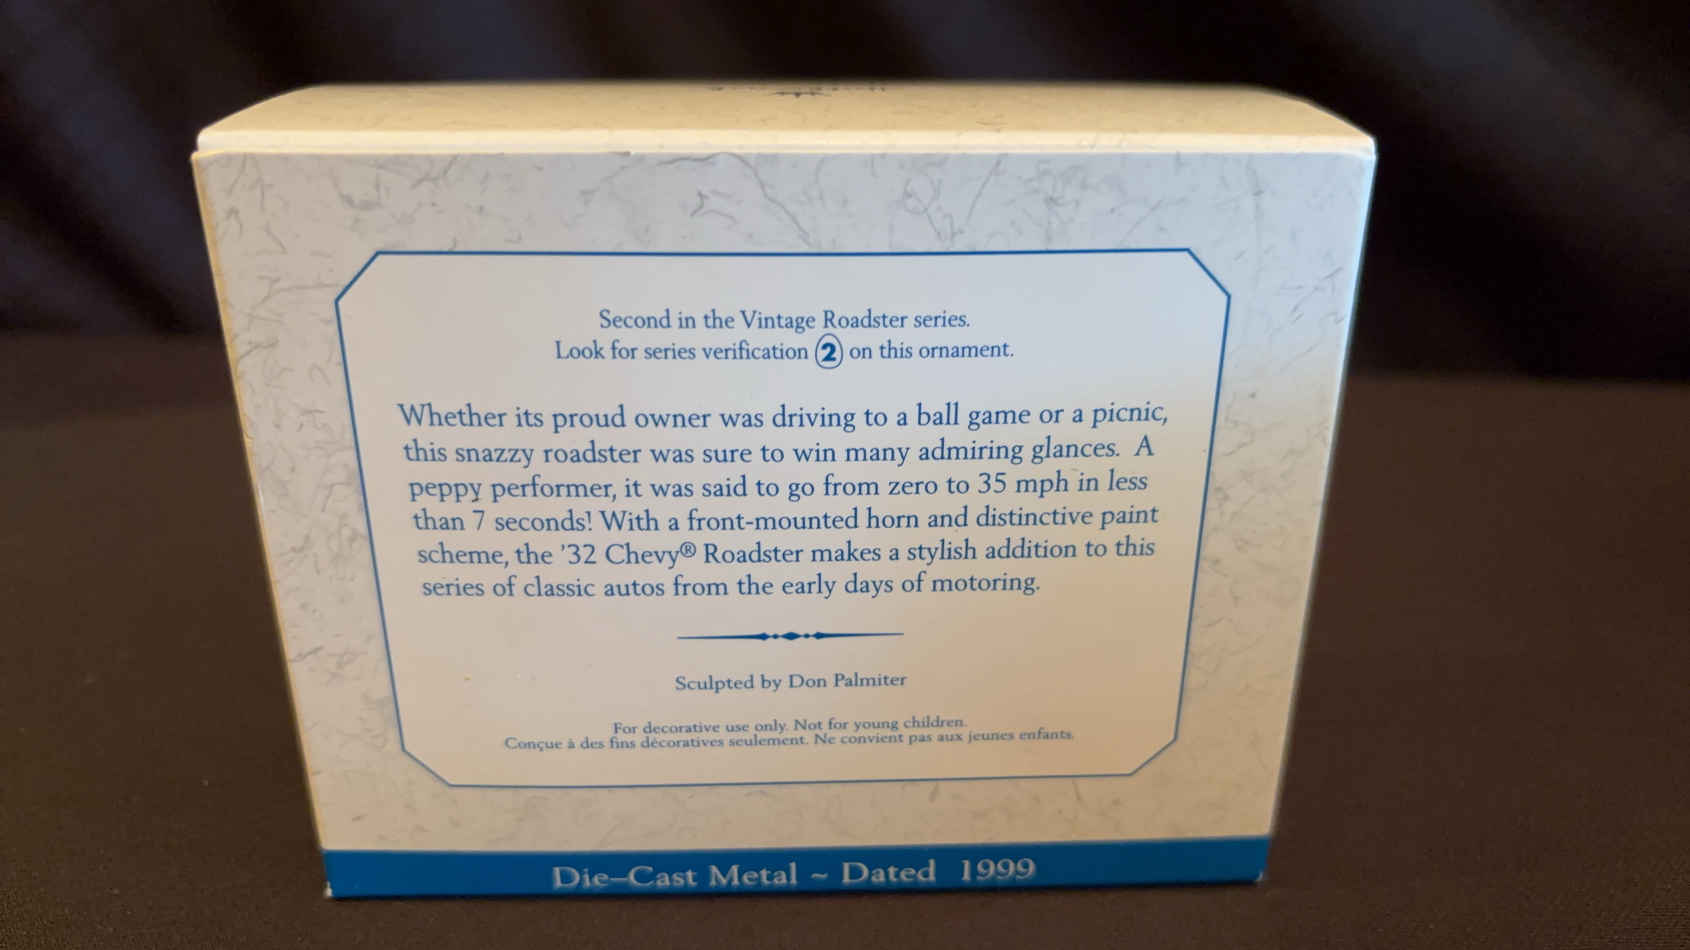 Second in the Vintage Roadster series.
Look for series verification 2 on this ornament.
Whether its proud owner was driving to a ball game or a picnic,
this snazzy roadster was sure to win many admiring glances. A
peppy performer, it was said to go from zero to 35 mph in less
than 7 seconds! With a front-mounted horn and distinctive paint
scheme, the '32 Chevy® Roadster makes a stylish addition to this
series of classic autos from the early days of motoring.
Sculpted by Don Palmiter
For decorative use only. Not for young children.
Conçue à des fins décoratives seulement. Ne convient pas aux jeunes enfants.
Die-Cast Metal ~ Dated 1999